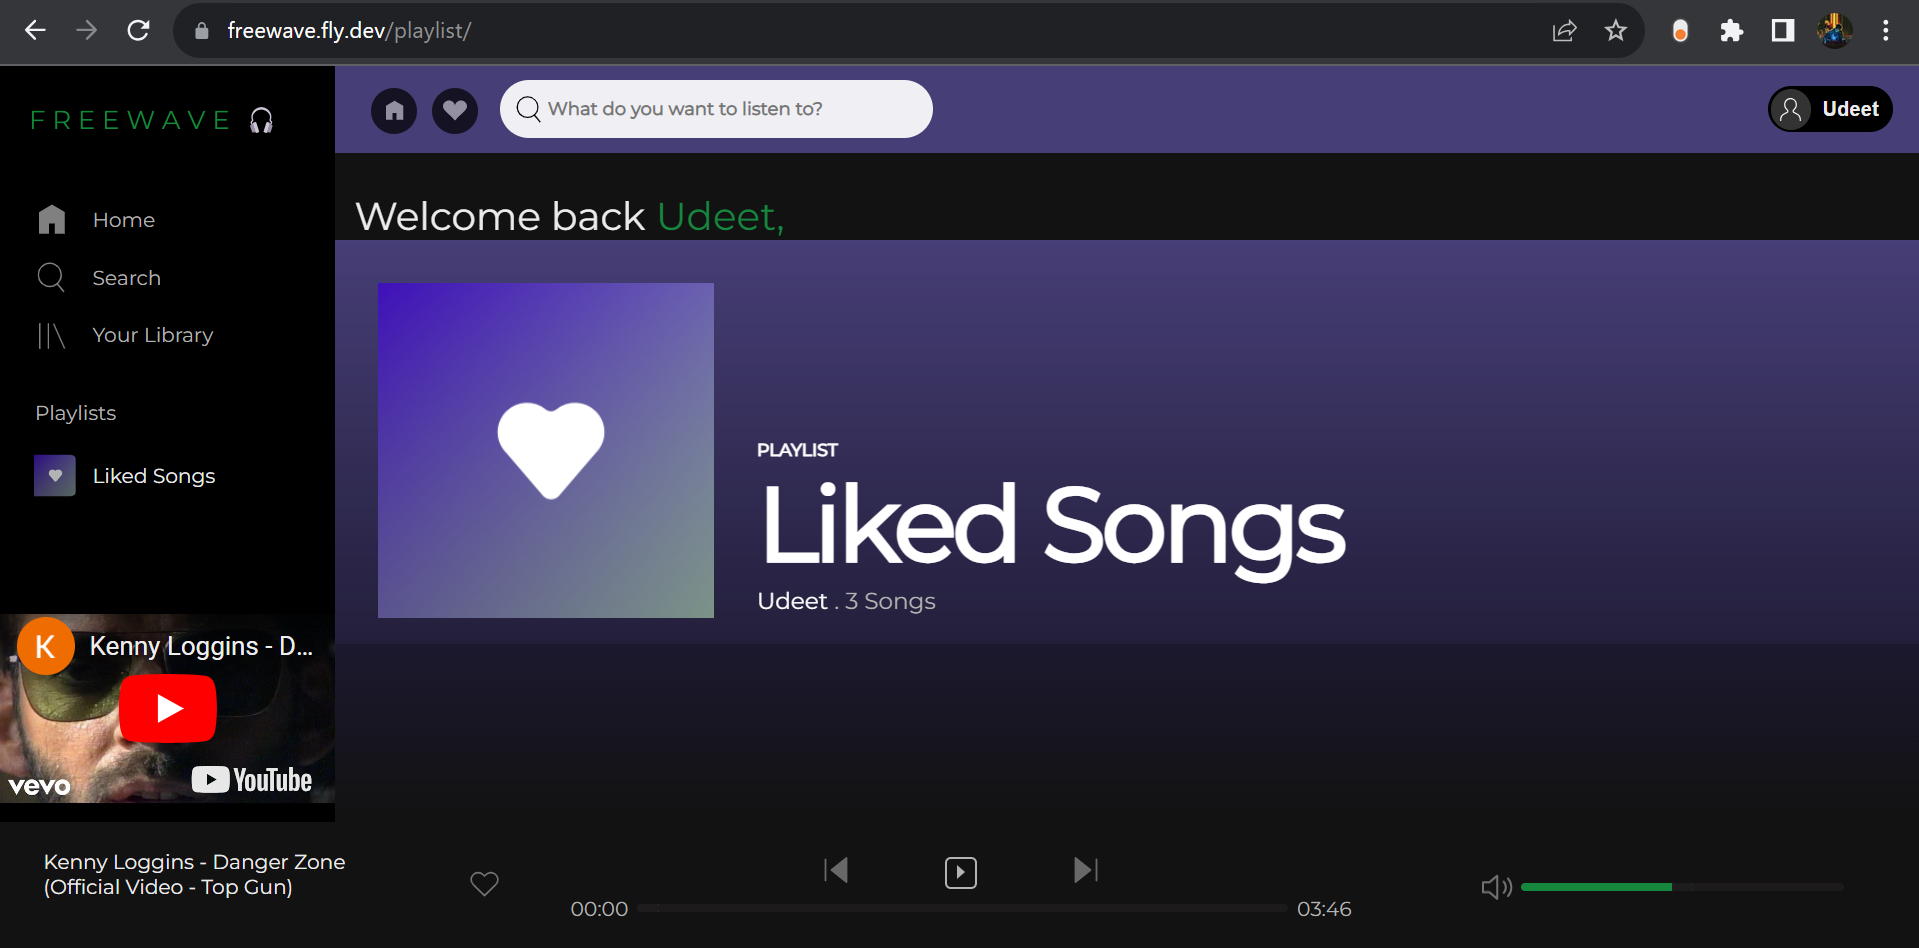 freewave.fly.dev/playlist/
FREEWAVE
What do you want to listen to?
Udeet
Home
Search
Your Library
Playlists
Liked Songs
Welcome back Udeet,
PLAYLIST
Liked Songs
Udeet . 3 Songs
K
Kenny Loggins - D...
vevo
YouTube
Kenny Loggins - Danger Zone
(Official Video - Top Gun)
00:00
03:46